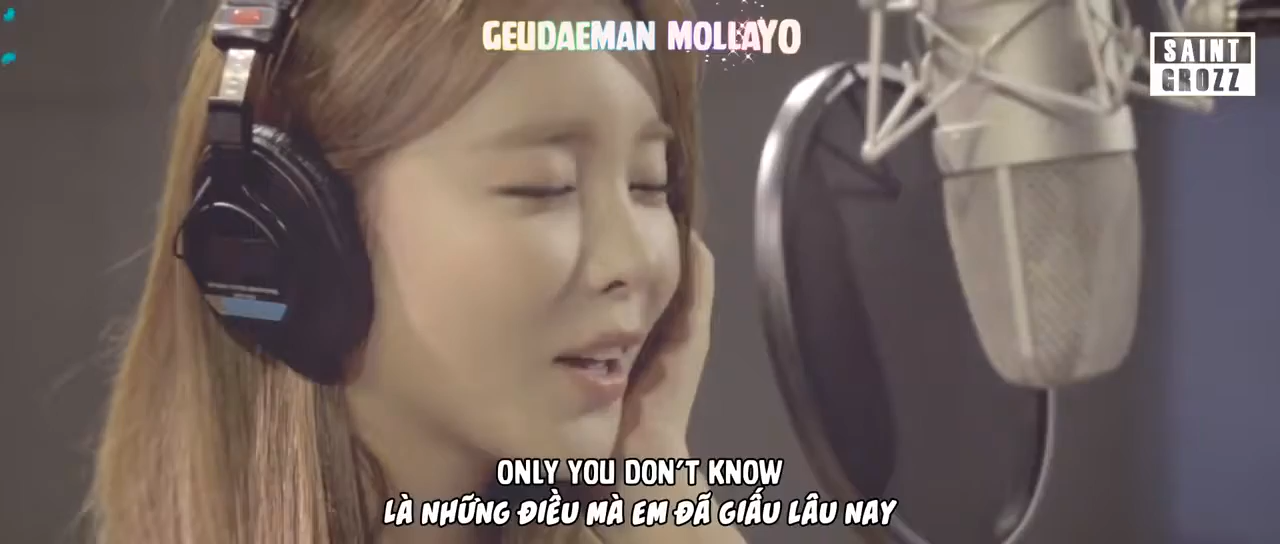 GEUDAEMAN MOLLAYO
SAINT
GROZZ
ONLY YOU DON'T KNOW
LÀ NHỮNG ĐIỀU MÀ EM ĐÃ GIẤU LÂU NAY